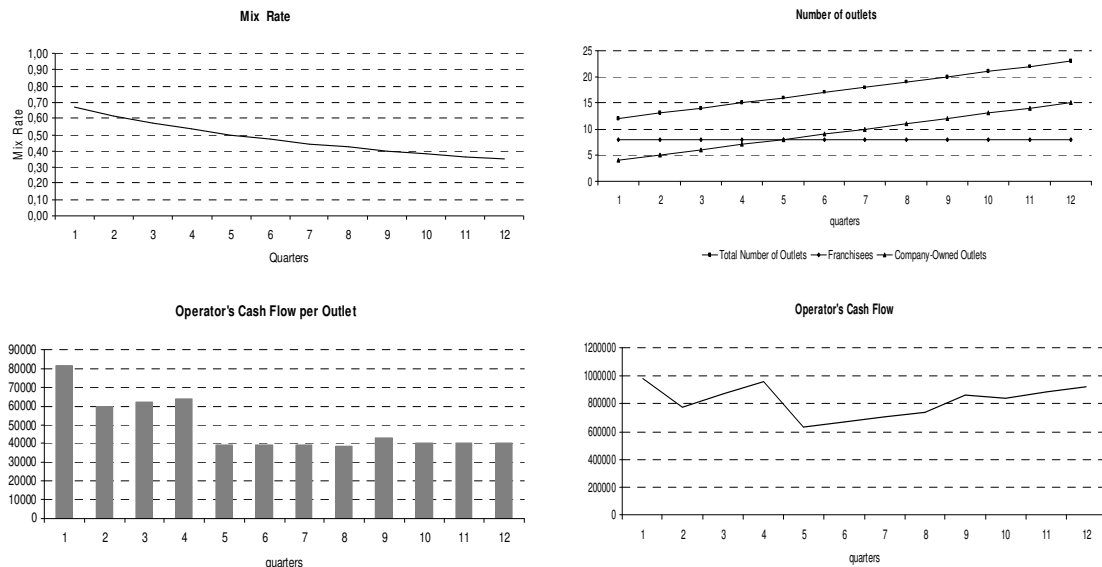 Mix Rate
1,00
0,90
0,80
0,70
0,60
0,50
0,40
0,30
0,20
0,10
0,00
Mix Rate
1 2 3 4 5 6 7 8 9 10 11 12
Quarters
Number of outlets
25
20
15
10
5
0
1 2 3 4 5 6 7 8 9 10 11 12
quarters
Total Number of Outlets Franchisees Company-Owned Outlets
Operator's Cash Flow per Outlet
90000
80000
70000
60000
50000
40000
30000
20000
10000
0
1 2 3 4 5 6 7 8 9 10 11 12
quarters
Operator's Cash Flow
1200000
1000000
800000
600000
400000
200000
0
1 2 3 4 5 6 7 8 9 10 11 12
quarters